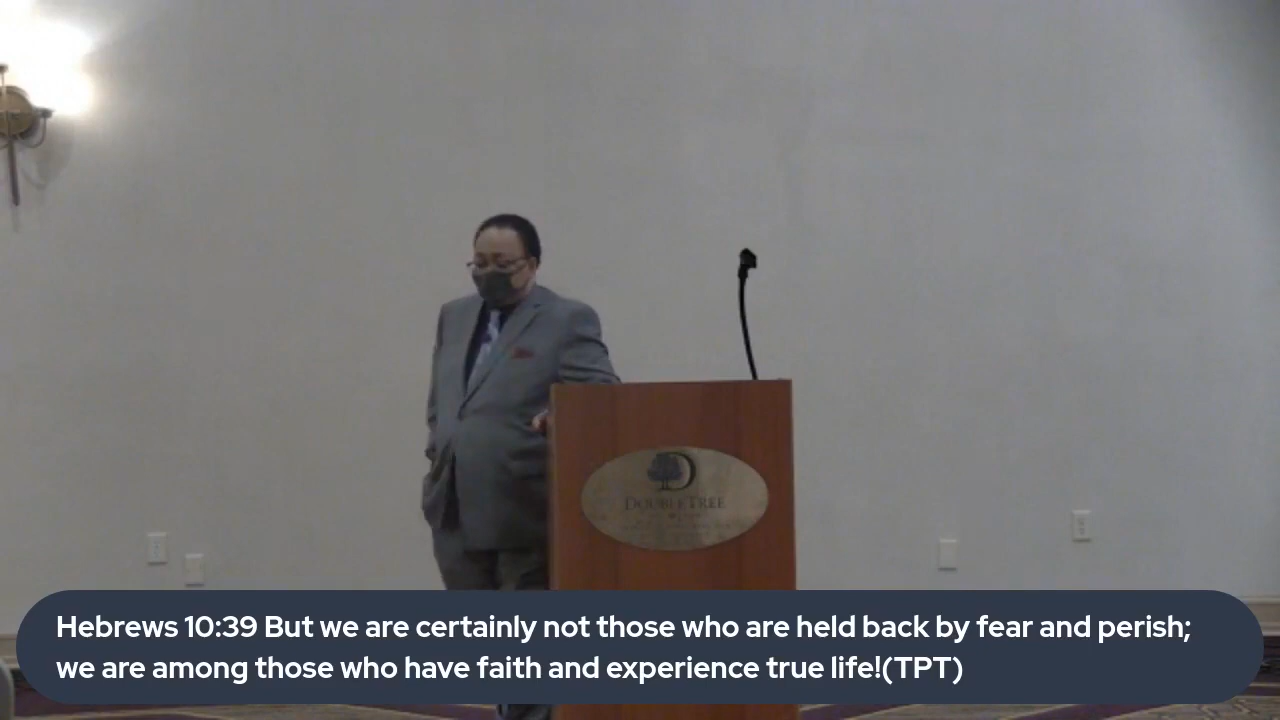 D
DOUBLETREE
Hebrews 10:39 But we are certainly not those who are held back by fear and perish;
we are among those who have faith and experience true life!(TPT)